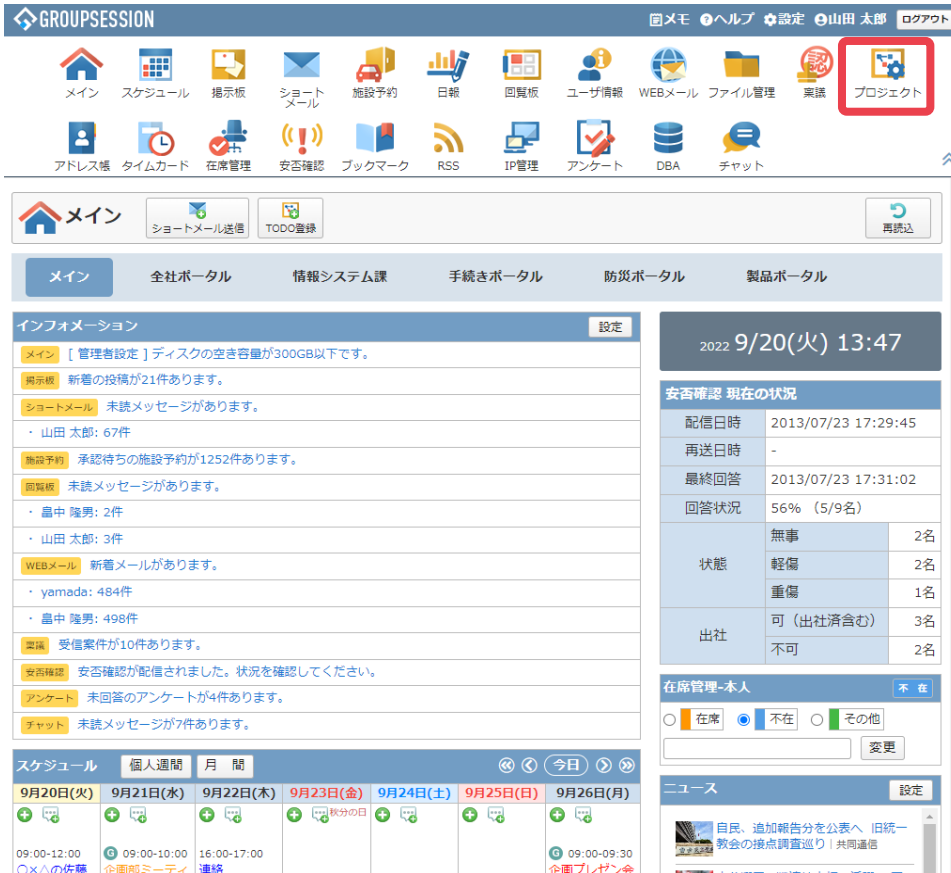 GROUPSESSION
メモ ヘルプ 設定 山田 太郎 ログアウト
メイン スケジュール 掲示板 ショートメール 施設予約 日報 回覧板 ユーザ情報 WEBメール ファイル管理 稟議 プロジェクト
アドレス帳 タイムカード 在席管理 安否確認 ブックマーク RSS IP管理 アンケート DBA チャット
メイン ショートメール送信 TODO登録 再読込
メイン 全社ポータル 情報システム課 手続きポータル 防災ポータル 製品ポータル
インフォメーション 設定
メイン [ 管理者設定 ] ディスクの空き容量が300GB以下です。
掲示板 新着の投稿が21件あります。
ショートメール 未読メッセージがあります。
・ 山田 太郎: 67件
施設予約 承認待ちの施設予約が1252件あります。
回覧板 未読メッセージがあります。
・ 畠中 隆男: 2件
・ 山田 太郎: 3件
WEBメール 新着メールがあります。
・ yamada: 484件
・ 畠中 隆男: 498件
稟議 受信案件が10件あります。
安否確認 安否確認が配信されました。状況を確認してください。
アンケート 未回答のアンケートが4件あります。
チャット 未読メッセージが7件あります。
スケジュール 個人週間 月 間 今日
9月20日(火) 9月21日(水) 9月22日(木) 9月23日(金) 9月24日(土) 9月25日(日) 9月26日(月)
秋分の日
09:00-12:00 G 09:00-10:00 16:00-17:00 G 09:00-09:30
○×△の佐藤 企画部ミーティ 連絡 企画プレゼン会
2022 9/20(火) 13:47
安否確認 現在の状況
配信日時 2013/07/23 17:29:45
再送日時 -
最終回答 2013/07/23 17:31:02
回答状況 56% (5/9名)
状態 無事 2名
軽傷 2名
重傷 1名
出社 可（出社済含む） 3名
不可 2名
在席管理-本人 不 在
在席 不在 その他
変更
ニュース 設定
自民、追加報告分を公表へ 旧統一
教会の接点調査巡り | 共同通信